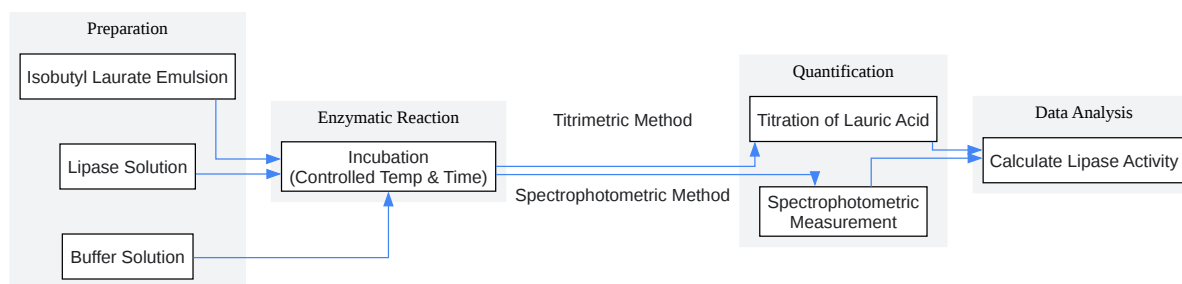 Preparation
Isobutyl Laurate Emulsion
Lipase Solution
Buffer Solution
Enzymatic Reaction
Incubation
(Controlled Temp & Time)
Titrimetric Method
Spectrophotometric Method
Quantification
Titration of Lauric Acid
Spectrophotometric
Measurement
Data Analysis
Calculate Lipase Activity